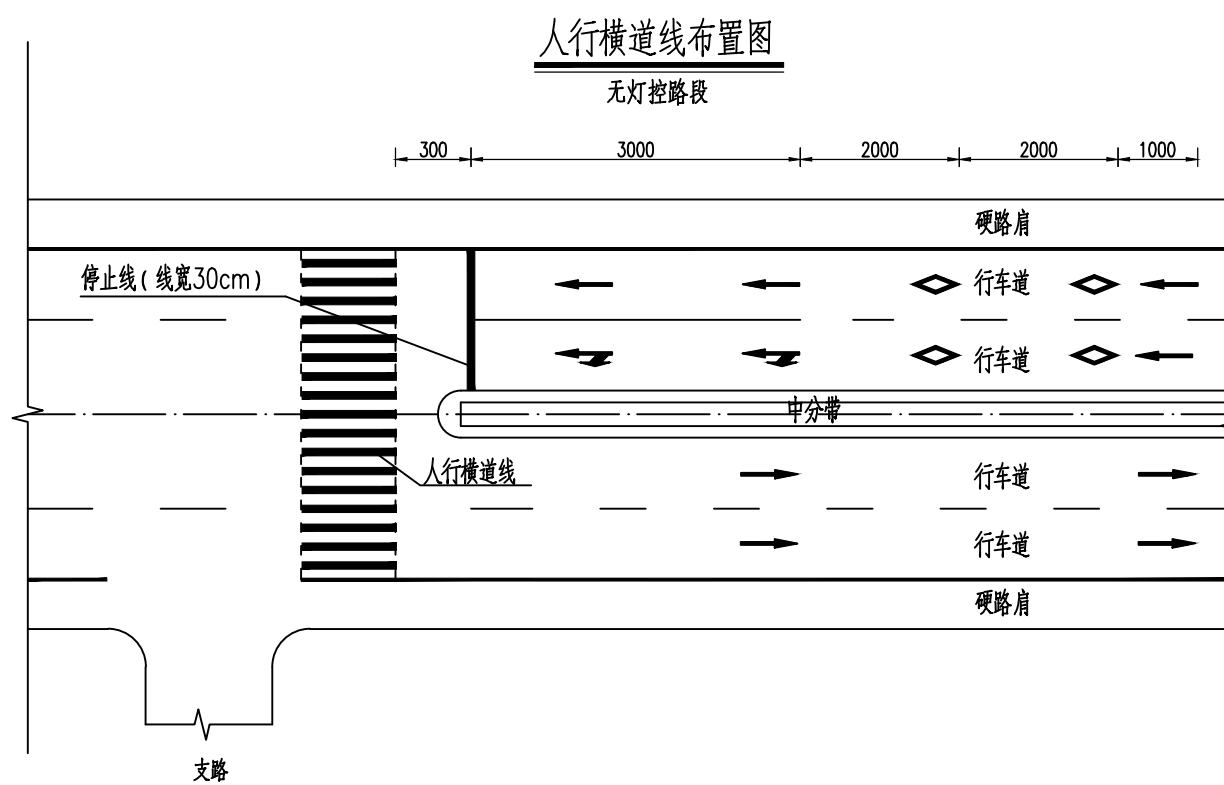 人行横道线布置图
无灯控路段
300
3000
2000
2000
1000
硬路肩
停止线(线宽30cm)
行车道
行车道
中分带
人行横道线
行车道
行车道
硬路肩
支路